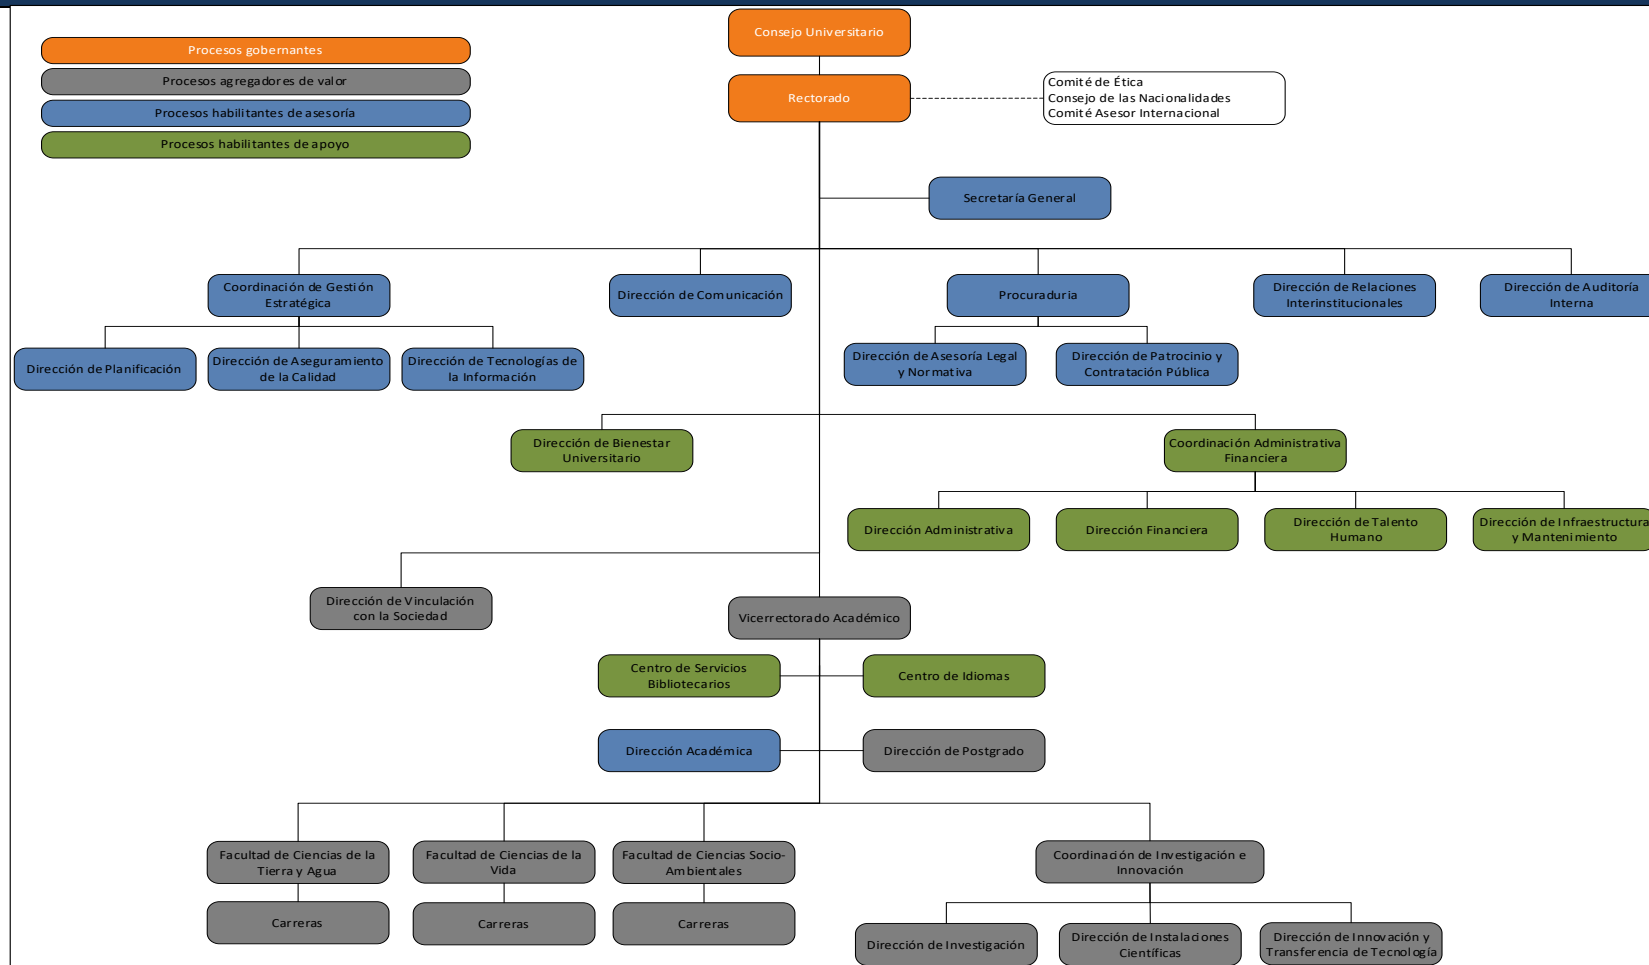 Consejo Universitario
Procesos gobernantes
Procesos agregadores de valor
Procesos habilitantes de asesoría
Procesos habilitantes de apoyo
Rectorado
Comité de Ética
Consejo de las Nacionalidades
Comité Asesor Internacional
Secretaría General
Coordinación de Gestión
Estratégica
Dirección de Comunicación
Procuraduria
Dirección de Relaciones
Interinstitucionales
Dirección de Auditoría
Interna
Dirección de Planificación
Dirección de Aseguramiento
de la Calidad
Dirección de Tecnologías de
la Información
Dirección de Asesoría Legal
y Normativa
Dirección de Patrocinio y
Contratación Pública
Dirección de Bienestar
Universitario
Coordinación Administrativa
Financiera
Dirección Administrativa
Dirección Financiera
Dirección de Talento
Humano
Dirección de Infraestructura
y Mantenimiento
Dirección de Vinculación
con la Sociedad
Vicerrectorado Académico
Centro de Servicios
Bibliotecarios
Centro de Idiomas
Dirección Académica
Dirección de Postgrado
Facultad de Ciencias de la
Tierra y Agua
Facultad de Ciencias de la
Vida
Facultad de Ciencias Socio-
Ambientales
Coordinación de Investigación e
Innovación
Carreras
Carreras
Carreras
Dirección de Investigación
Dirección de Instalaciones
Científicas
Dirección de Innovación y
Transferencia de Tecnología